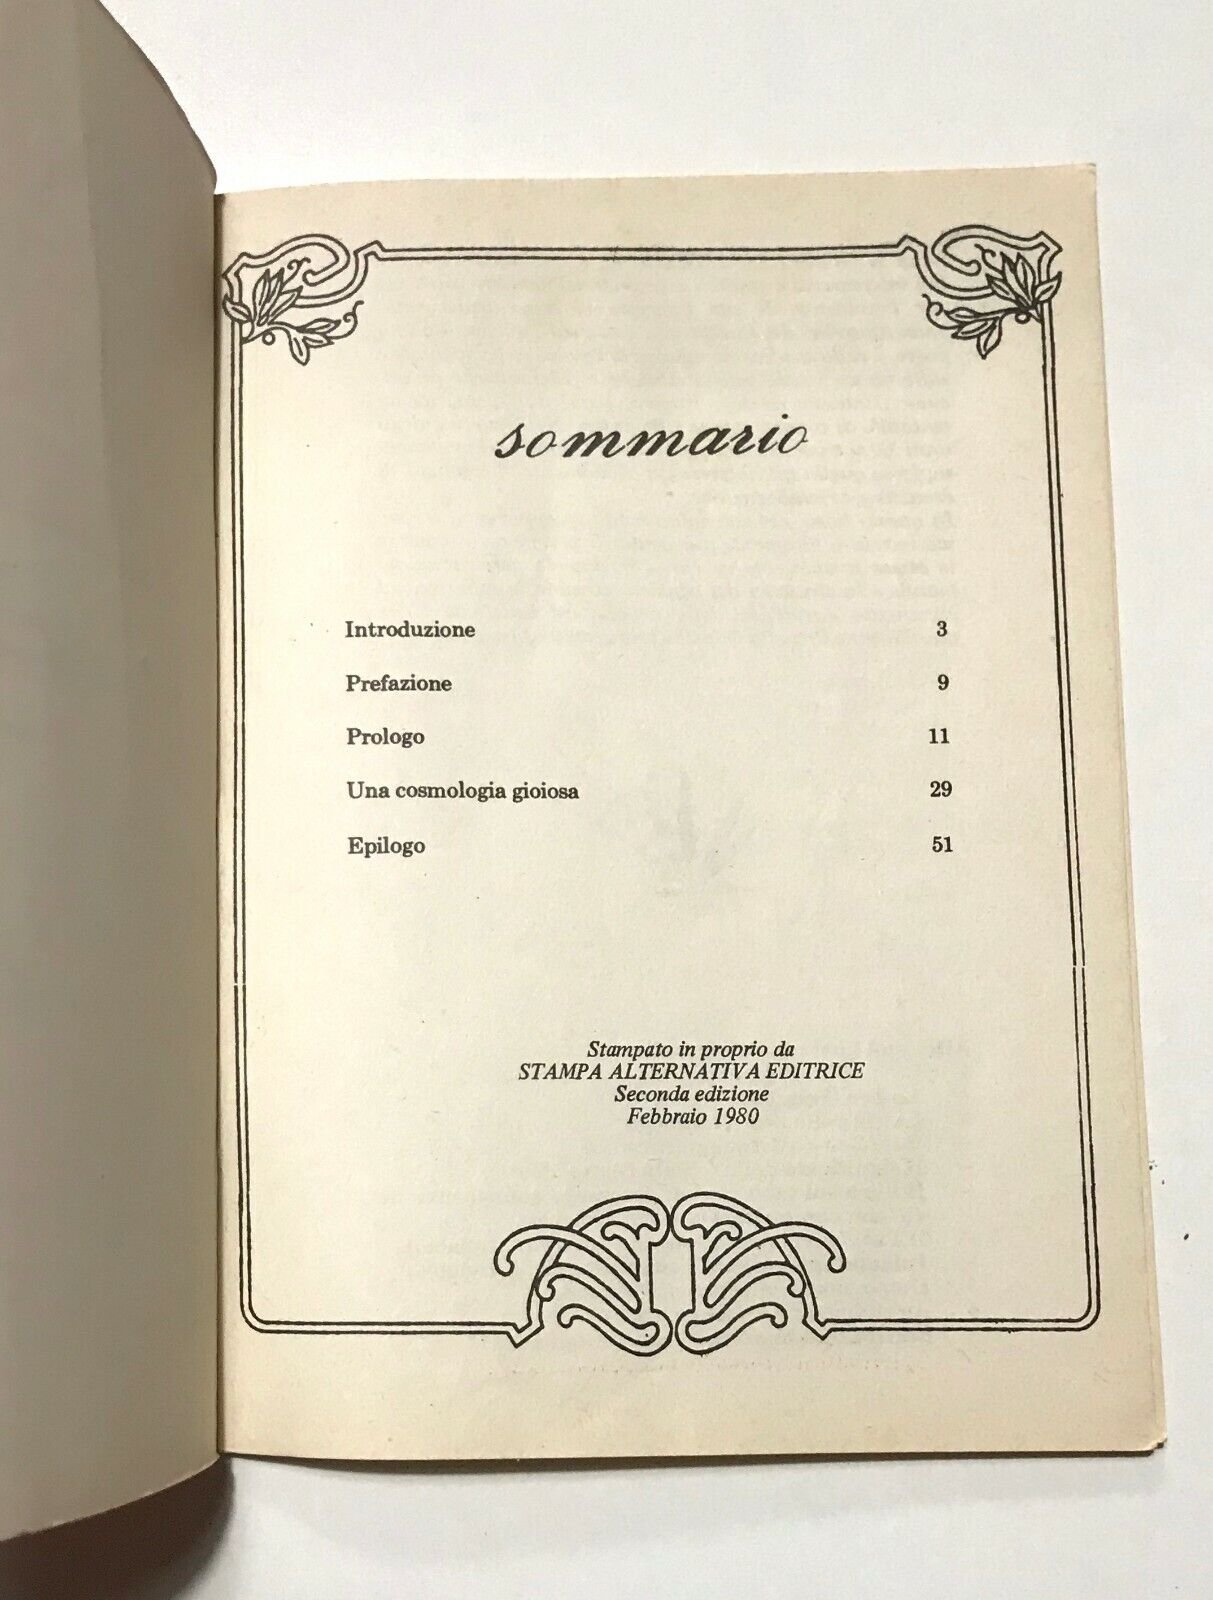 sommario
Introduzione 3
Prefazione 9
Prologo 11
Una cosmologia gioiosa 29
Epilogo 51
Stampato in proprio da
STAMPA ALTERNATIVA EDITRICE
Seconda edizione
Febbraio 1980